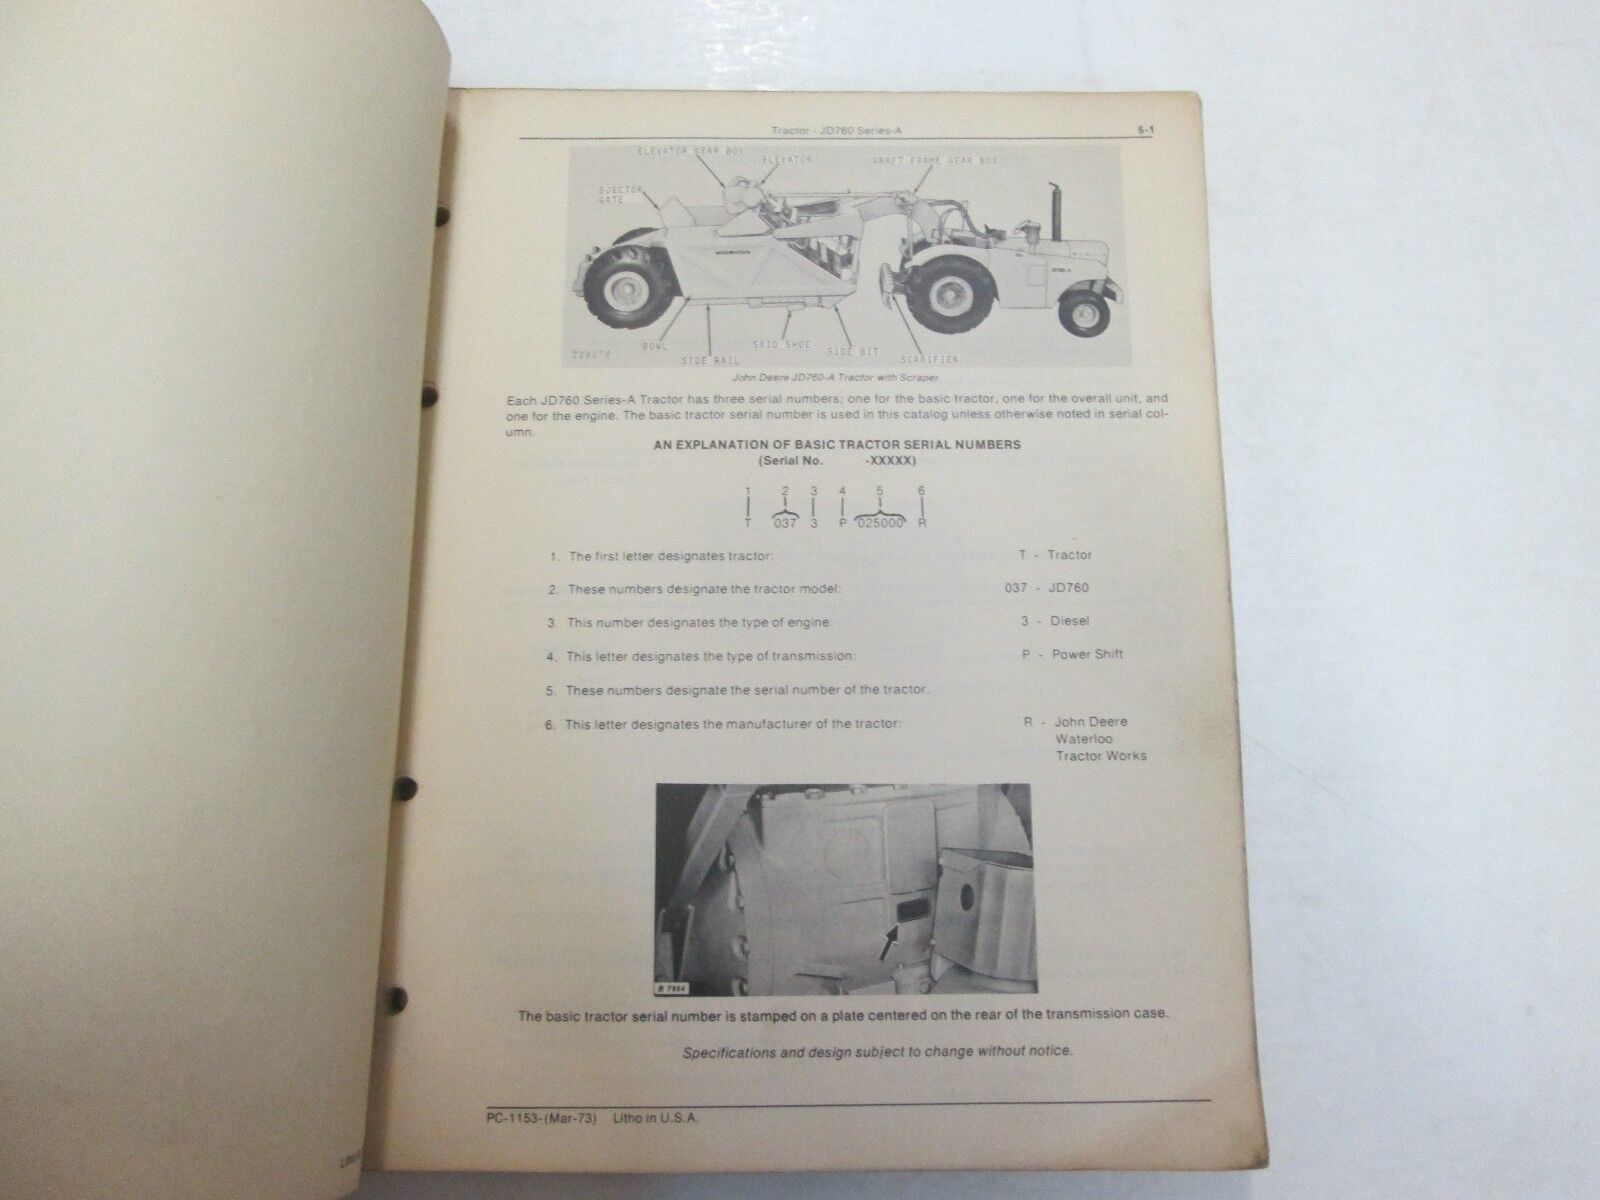 Tractor - JD760 Series-A 5-1
ELEVATOR GEAR BOX
ELEVATOR
DRAFT FRAME GEAR BOX
EJECTOR
GATE
BOWL
SIDE RAIL
SKID SHOE
SIDE BIT
SCARIFIER
John Deere JD760-A Tractor with Scraper
Each JD760 Series-A Tractor has three serial numbers; one for the basic tractor, one for the overall unit, and
one for the engine. The basic tractor serial number is used in this catalog unless otherwise noted in serial col-
umn.
AN EXPLANATION OF BASIC TRACTOR SERIAL NUMBERS
(Serial No. -XXXXX)
1 2 3 4 5 6
T 037 3 P 025000 R
1. The first letter designates tractor: T - Tractor
2. These numbers designate the tractor model: 037 - JD760
3. This number designates the type of engine: 3 - Diesel
4. This letter designates the type of transmission: P - Power Shift
5. These numbers designate the serial number of the tractor.
6. This letter designates the manufacturer of the tractor: R - John Deere
Waterloo
Tractor Works
R 7984
The basic tractor serial number is stamped on a plate centered on the rear of the transmission case.
Specifications and design subject to change without notice.
PC-1153-(Mar-73) Litho in U.S.A.